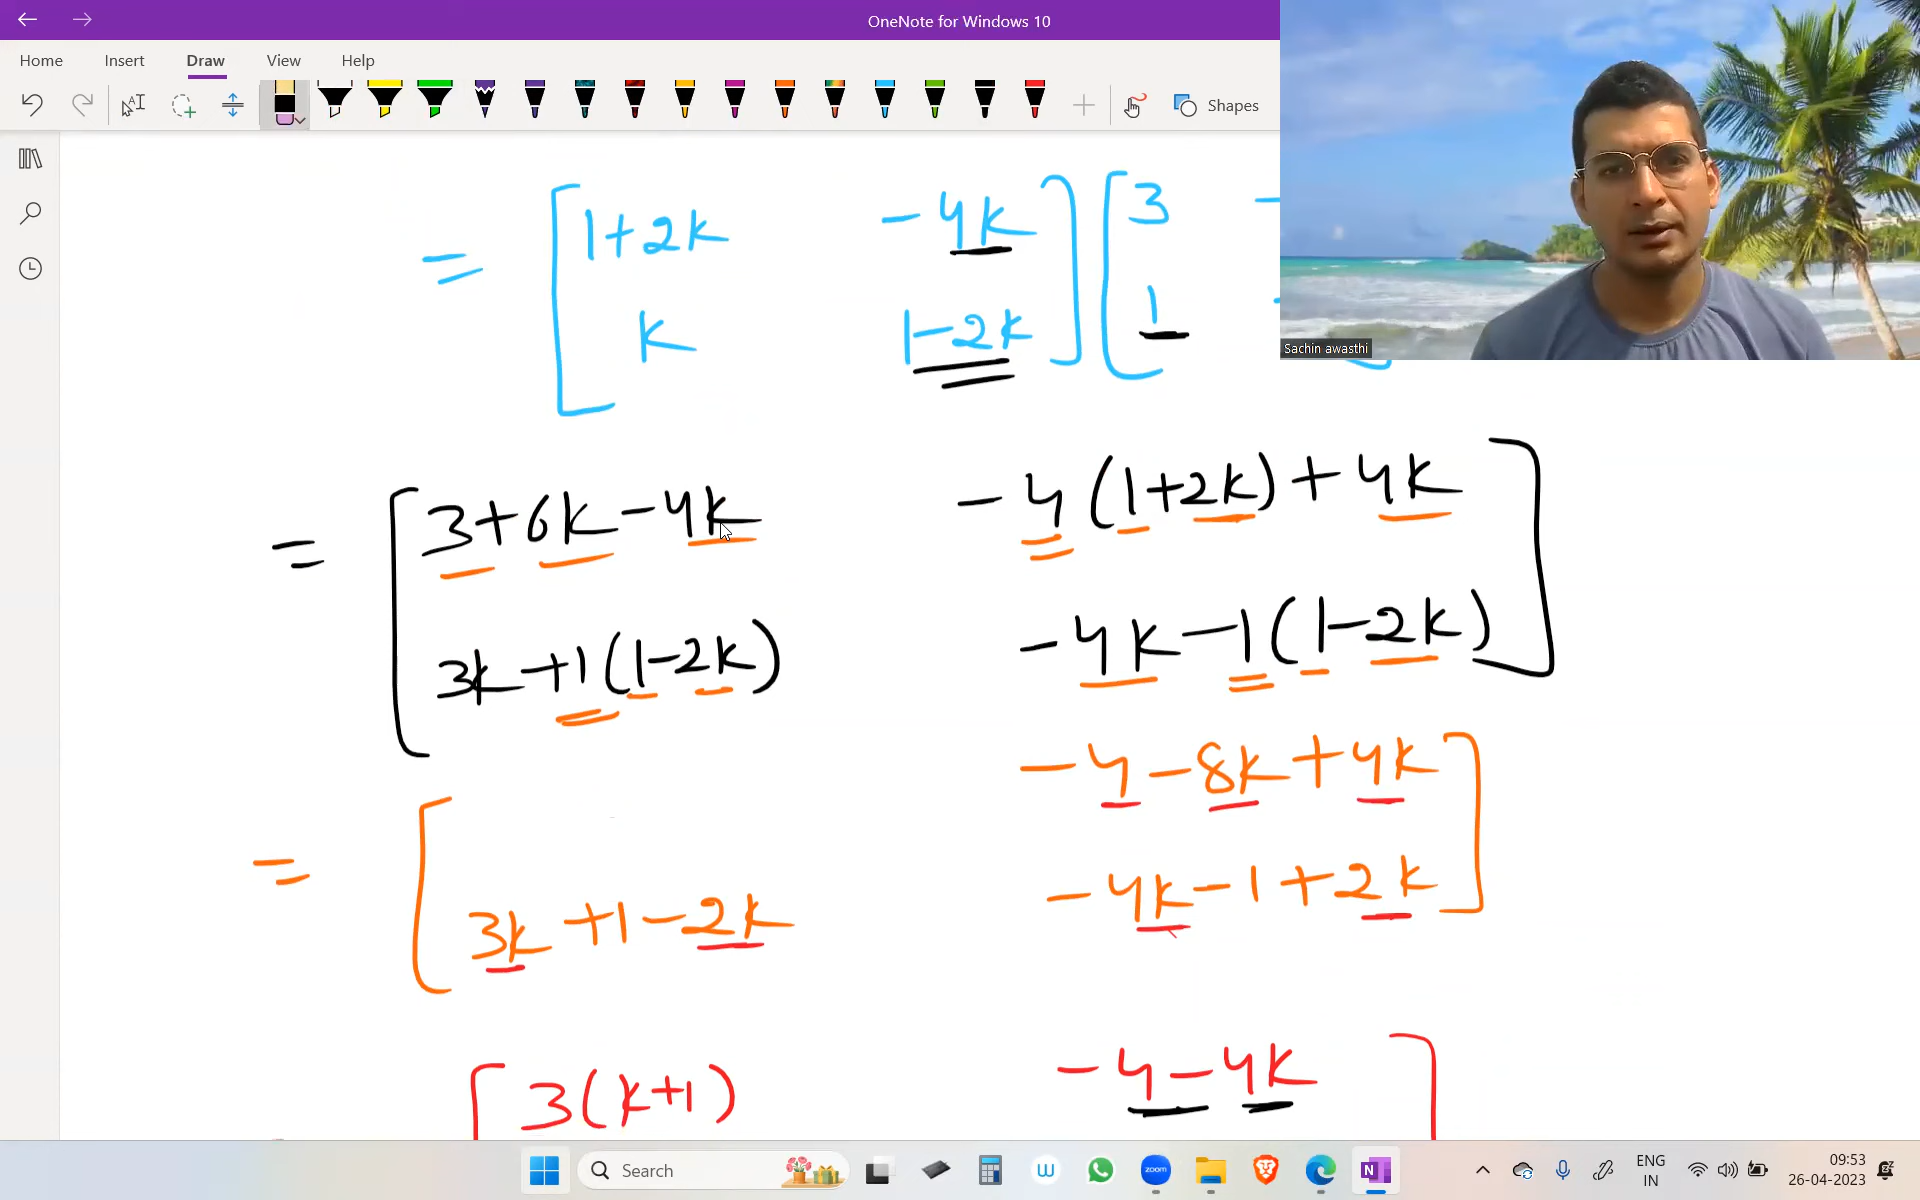 OneNote for Windows 10
Home Insert Draw View Help
Shapes
= [ 1+2k -4k ] [ 3 -
k 1-2k ] [ 1
Sachin awasthi
= [ 3+6k-4k -4(1+2k)+4k
3k+1(1-2k) -4k-1(1-2k) ]
-4-8k+4k
= [ 3k+1-2k -4k-1+2k ]
[ 3(k+1) -4-4k ]
Search
zoom
ENG
IN
09:53
26-04-2023